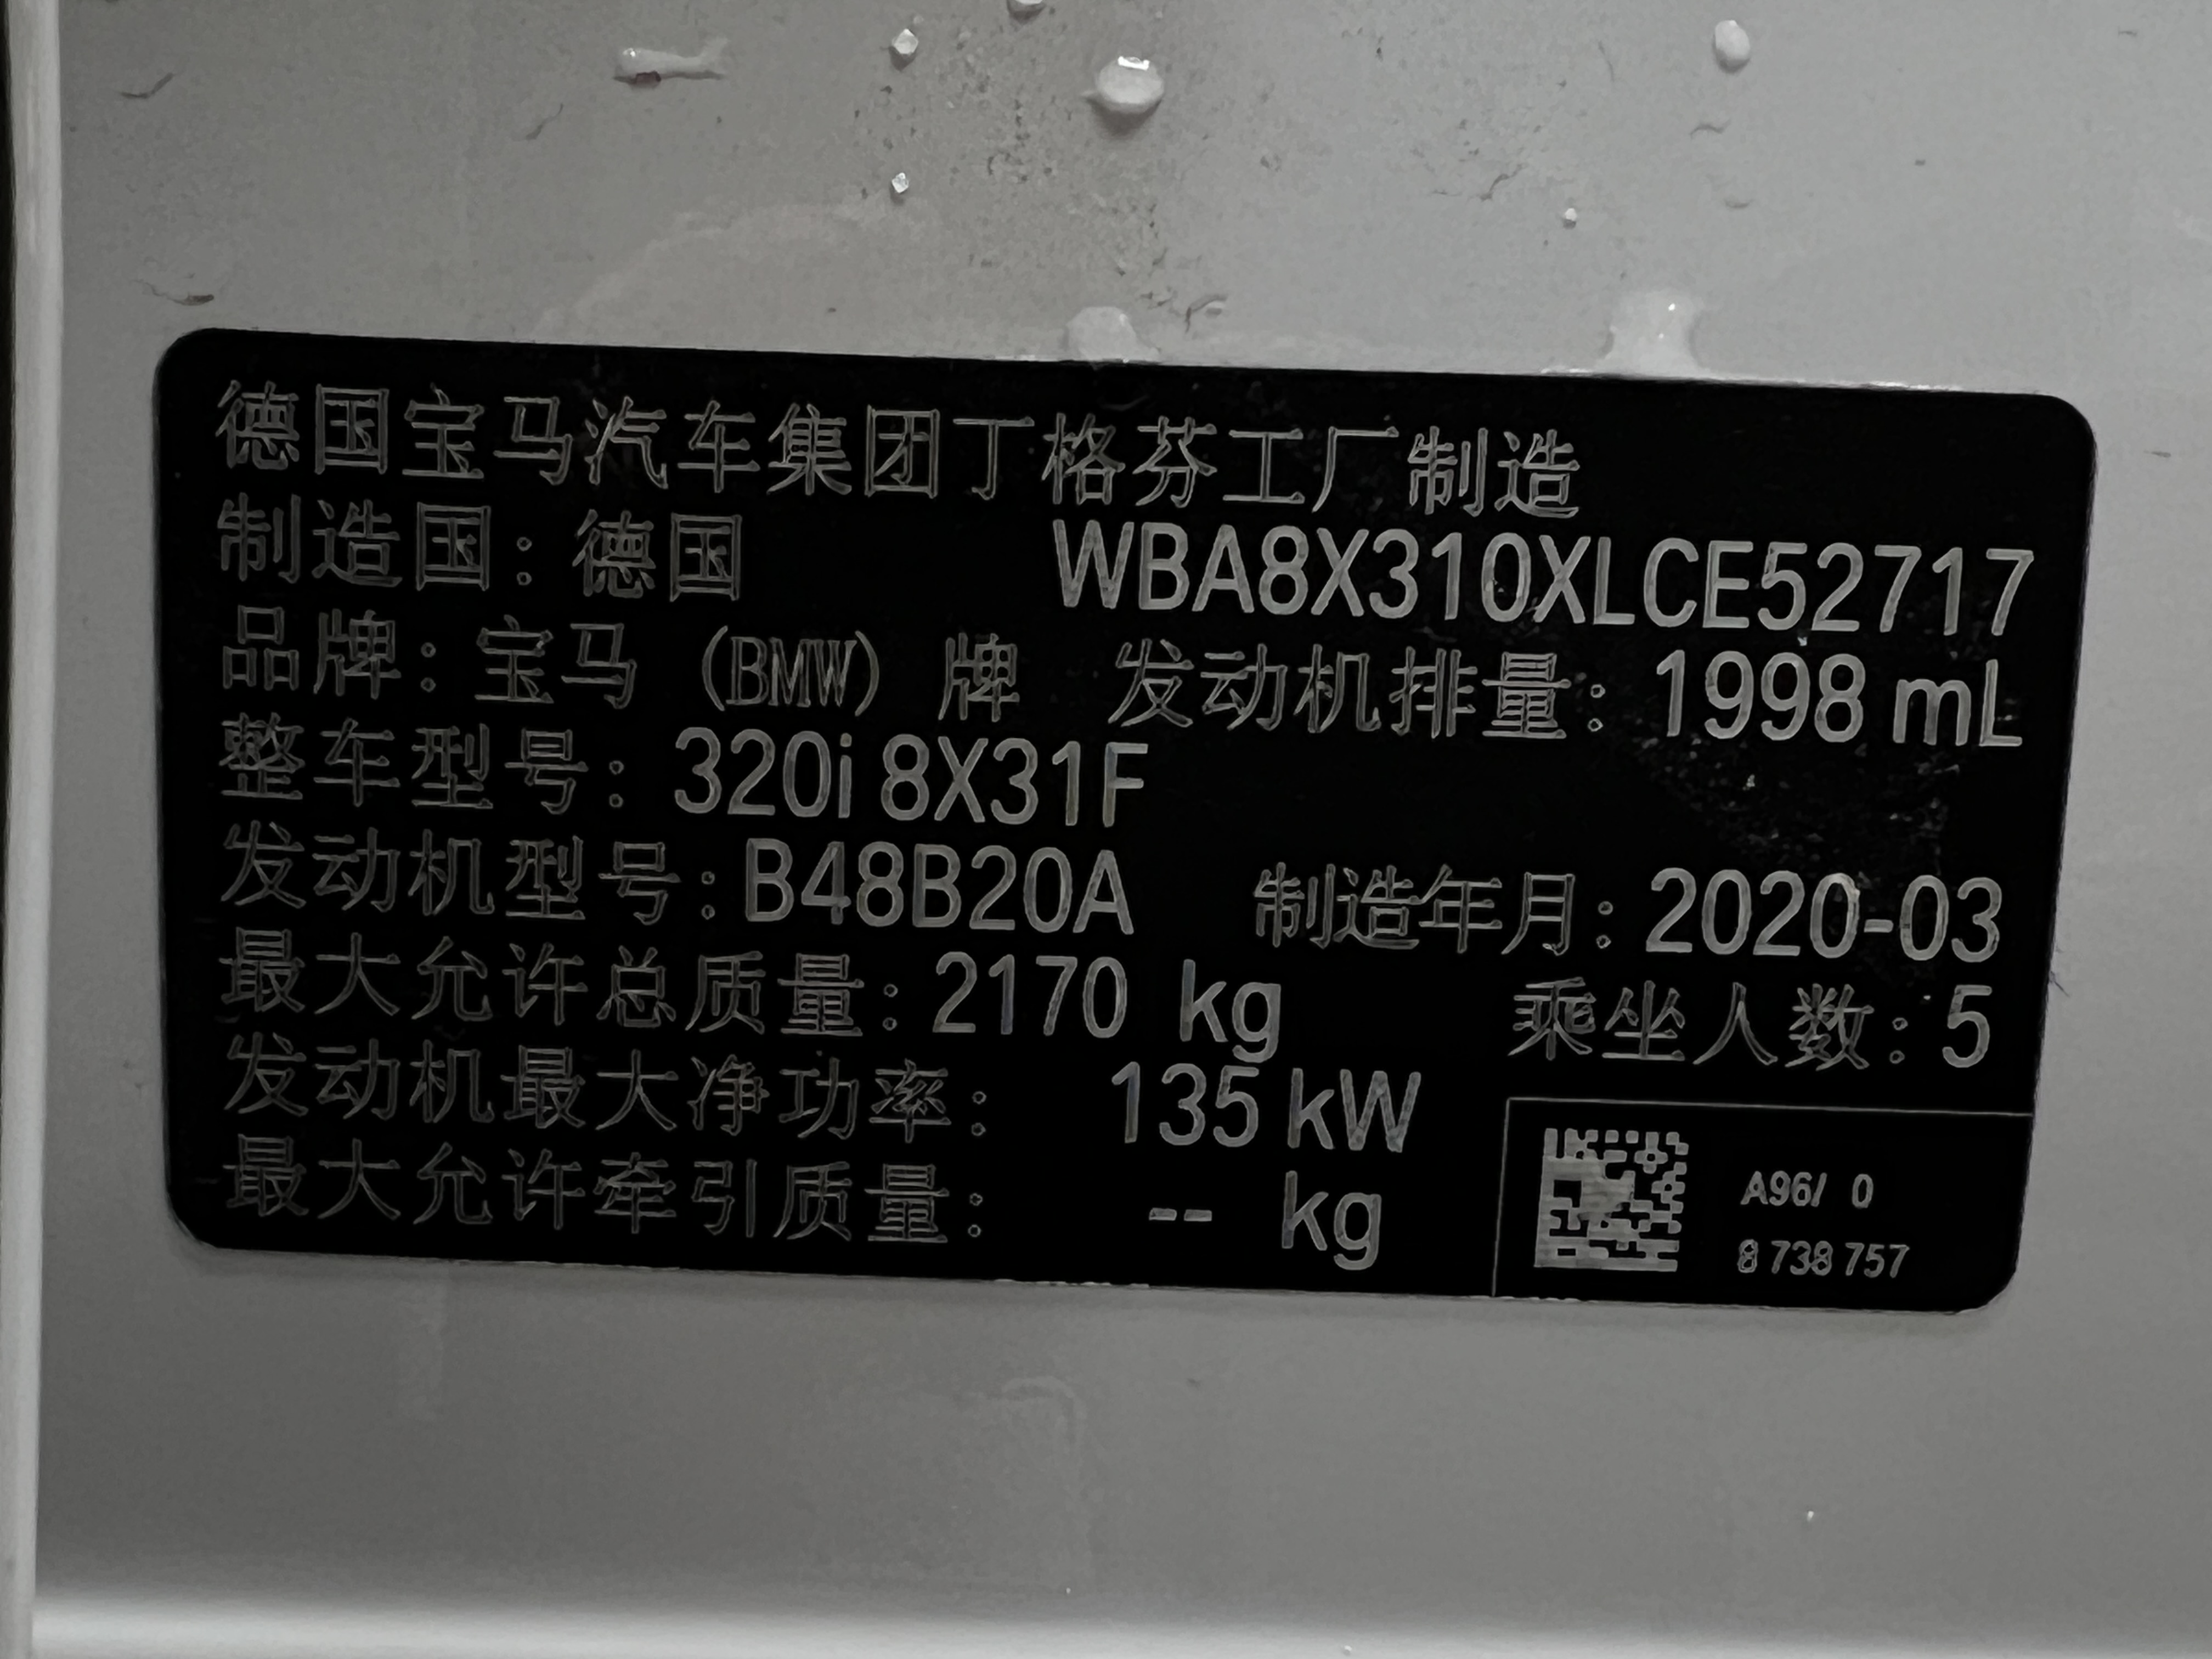 德国宝马汽车集团丁格芬工厂制造
制造国：德国 WBA8X310XLCE52717
品牌：宝马（BMW）牌 发动机排量：1998 mL
整车型号：320i 8X31F
发动机型号：B48B20A 制造年月：2020-03
最大允许总质量：2170 kg 乘坐人数：5
发动机最大净功率：135 kW
最大允许牵引质量：-- kg
A96/ 0
8 738 757